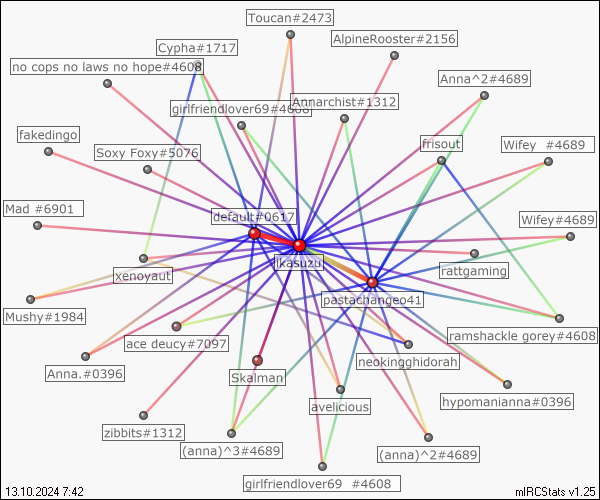 Toucan#2473
AlpineRooster#2156
Cypha#1717
no cops no laws no hope#4608
Anna^2#4689
Annarchist#1312
girlfriendlover69#4608
fakedingo
frisout
Wifey #4689
Soxy Foxy#5076
Mad #6901
default#0617
Wifey#4689
jkasuzu
xenoyaut
rattgaming
pastachangeo41
Mushy#1984
ramshackle gorey#4608
ace deucy#7097
neokingghidorah
Anna.#0396
Skalman
hypomanianna#0396
avelicious
zibbits#1312
(anna)^3#4689
(anna)^2#4689
girlfriendlover69 #4608
13.10.2024 7:42
mIRCStats v1.25